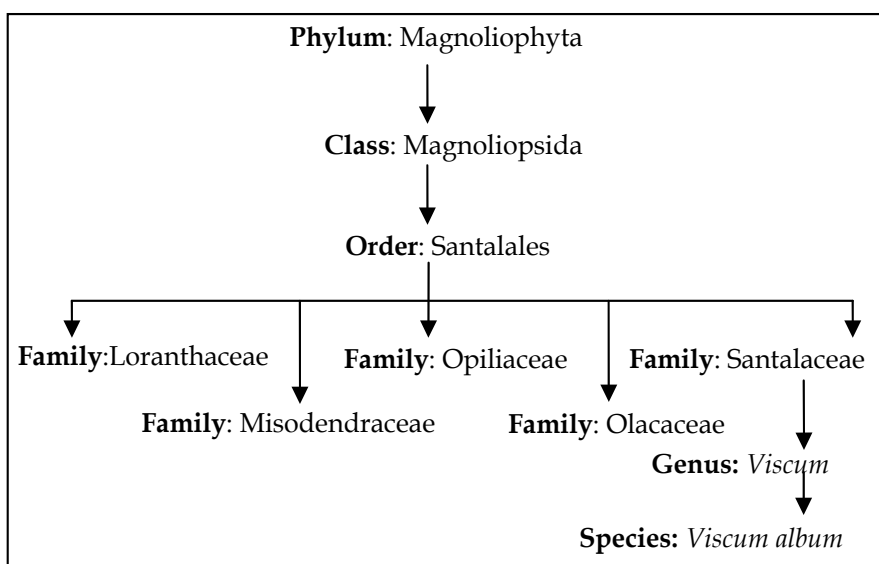 Phylum: Magnoliophyta
Class: Magnoliopsida
Order: Santalales
Family:Loranthaceae
Family: Opiliaceae
Family: Santalaceae
Family: Misodendraceae
Family: Olacaceae
Genus: Viscum
Species: Viscum album